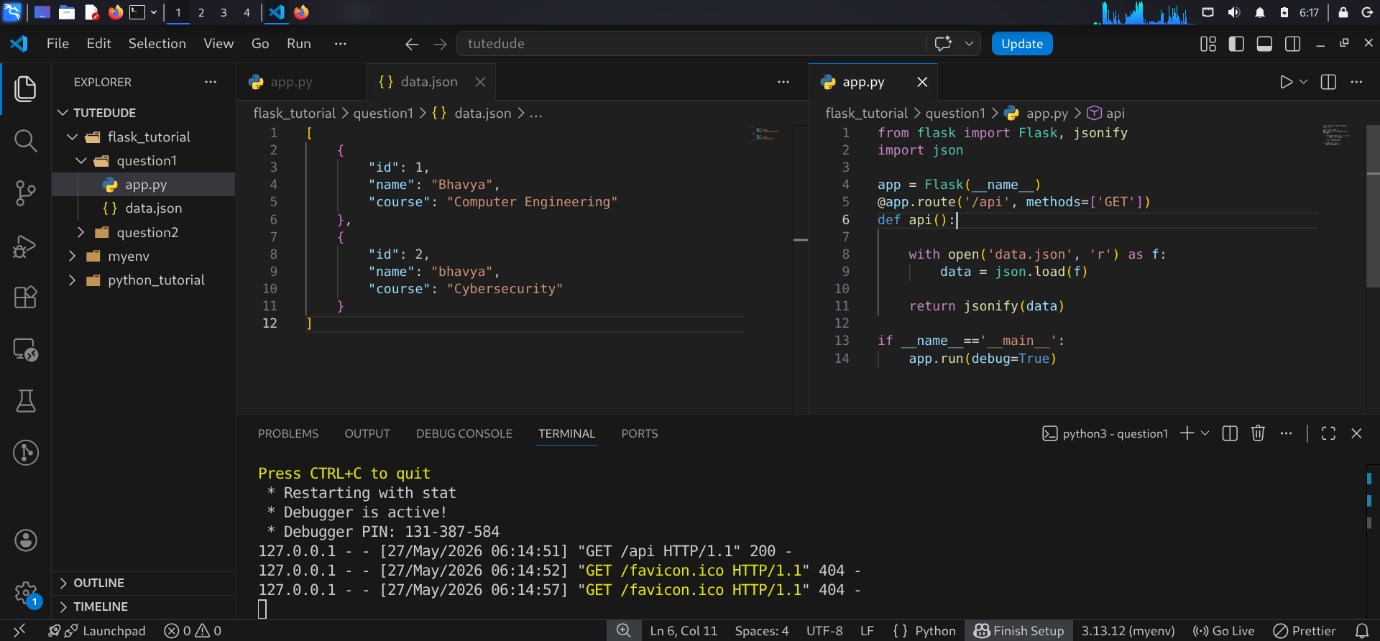 1 2 3 4 6:17
File Edit Selection View Go Run ··· tutedude Update
EXPLORER ···
TUTEDUDE
flask_tutorial
question1
app.py
data.json
question2
myenv
python_tutorial
OUTLINE
TIMELINE
app.py data.json ···
flask_tutorial > question1 > {} data.json > ...
1 [
2 {
3 "id": 1,
4 "name": "Bhavya",
5 "course": "Computer Engineering"
6 },
7 {
8 "id": 2,
9 "name": "bhavya",
10 "course": "Cybersecurity"
11 }
12 ]
app.py ···
flask_tutorial > question1 > app.py > api
1 from flask import Flask, jsonify
2 import json
3
4 app = Flask(__name__)
5 @app.route('/api', methods=['GET'])
6 def api():
7
8 with open('data.json', 'r') as f:
9 data = json.load(f)
10
11 return jsonify(data)
12
13 if __name__=='__main__':
14 app.run(debug=True)
PROBLEMS OUTPUT DEBUG CONSOLE TERMINAL PORTS python3 - question1 ···
Press CTRL+C to quit
* Restarting with stat
* Debugger is active!
* Debugger PIN: 131-387-584
127.0.0.1 - - [27/May/2026 06:14:51] "GET /api HTTP/1.1" 200 -
127.0.0.1 - - [27/May/2026 06:14:52] "GET /favicon.ico HTTP/1.1" 404 -
127.0.0.1 - - [27/May/2026 06:14:57] "GET /favicon.ico HTTP/1.1" 404 -
1
Launchpad 0 0 Ln 6, Col 11 Spaces: 4 UTF-8 LF {} Python Finish Setup 3.13.12 (myenv) Go Live Prettier